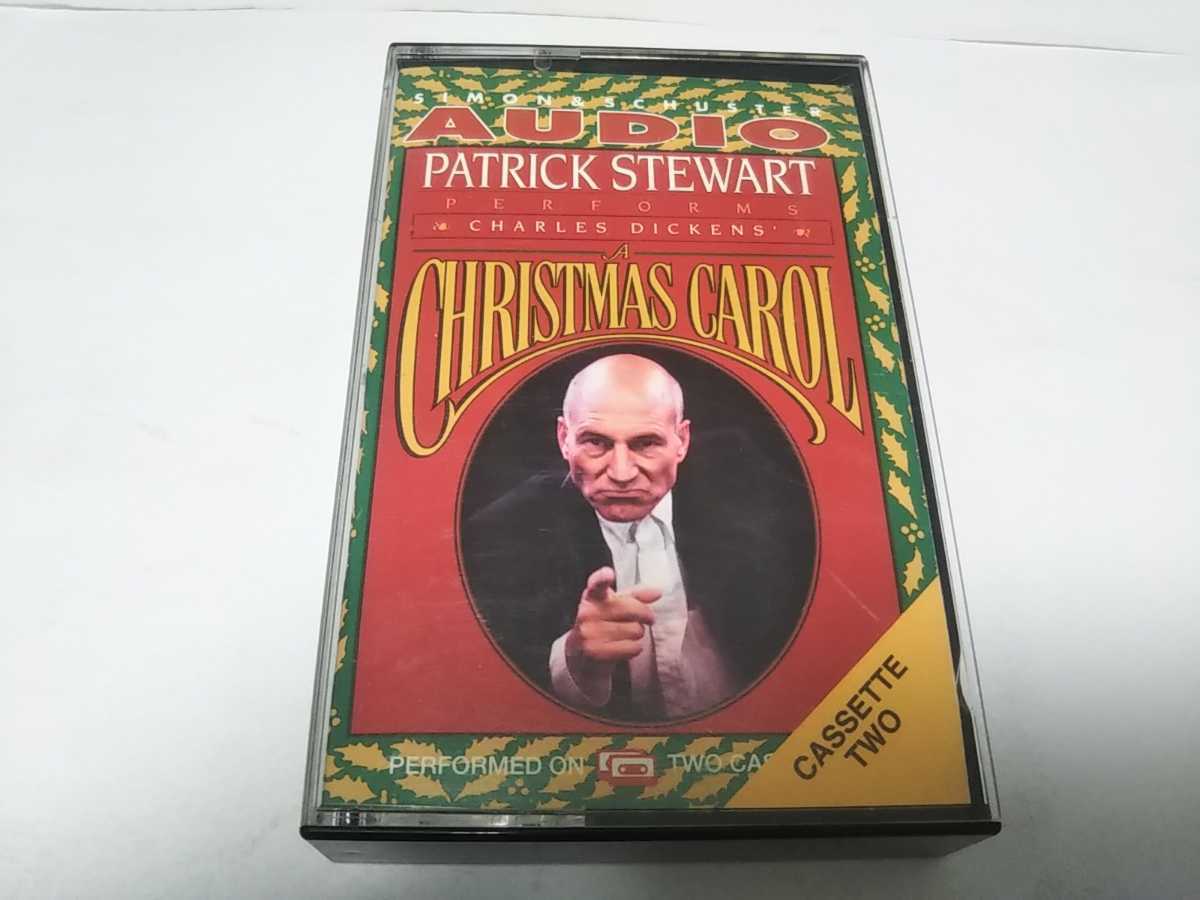 SIMON & SCHUSTER
AUDIO
PATRICK STEWART
PERFORMS
CHARLES DICKENS'
A
CHRISTMAS CAROL
PERFORMED ON TWO CAS
CASSETTE
TWO